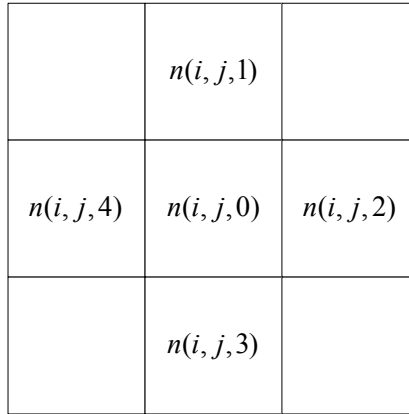 n(i, j,1)
n(i, j,4) n(i, j,0) n(i, j,2)
n(i, j,3)